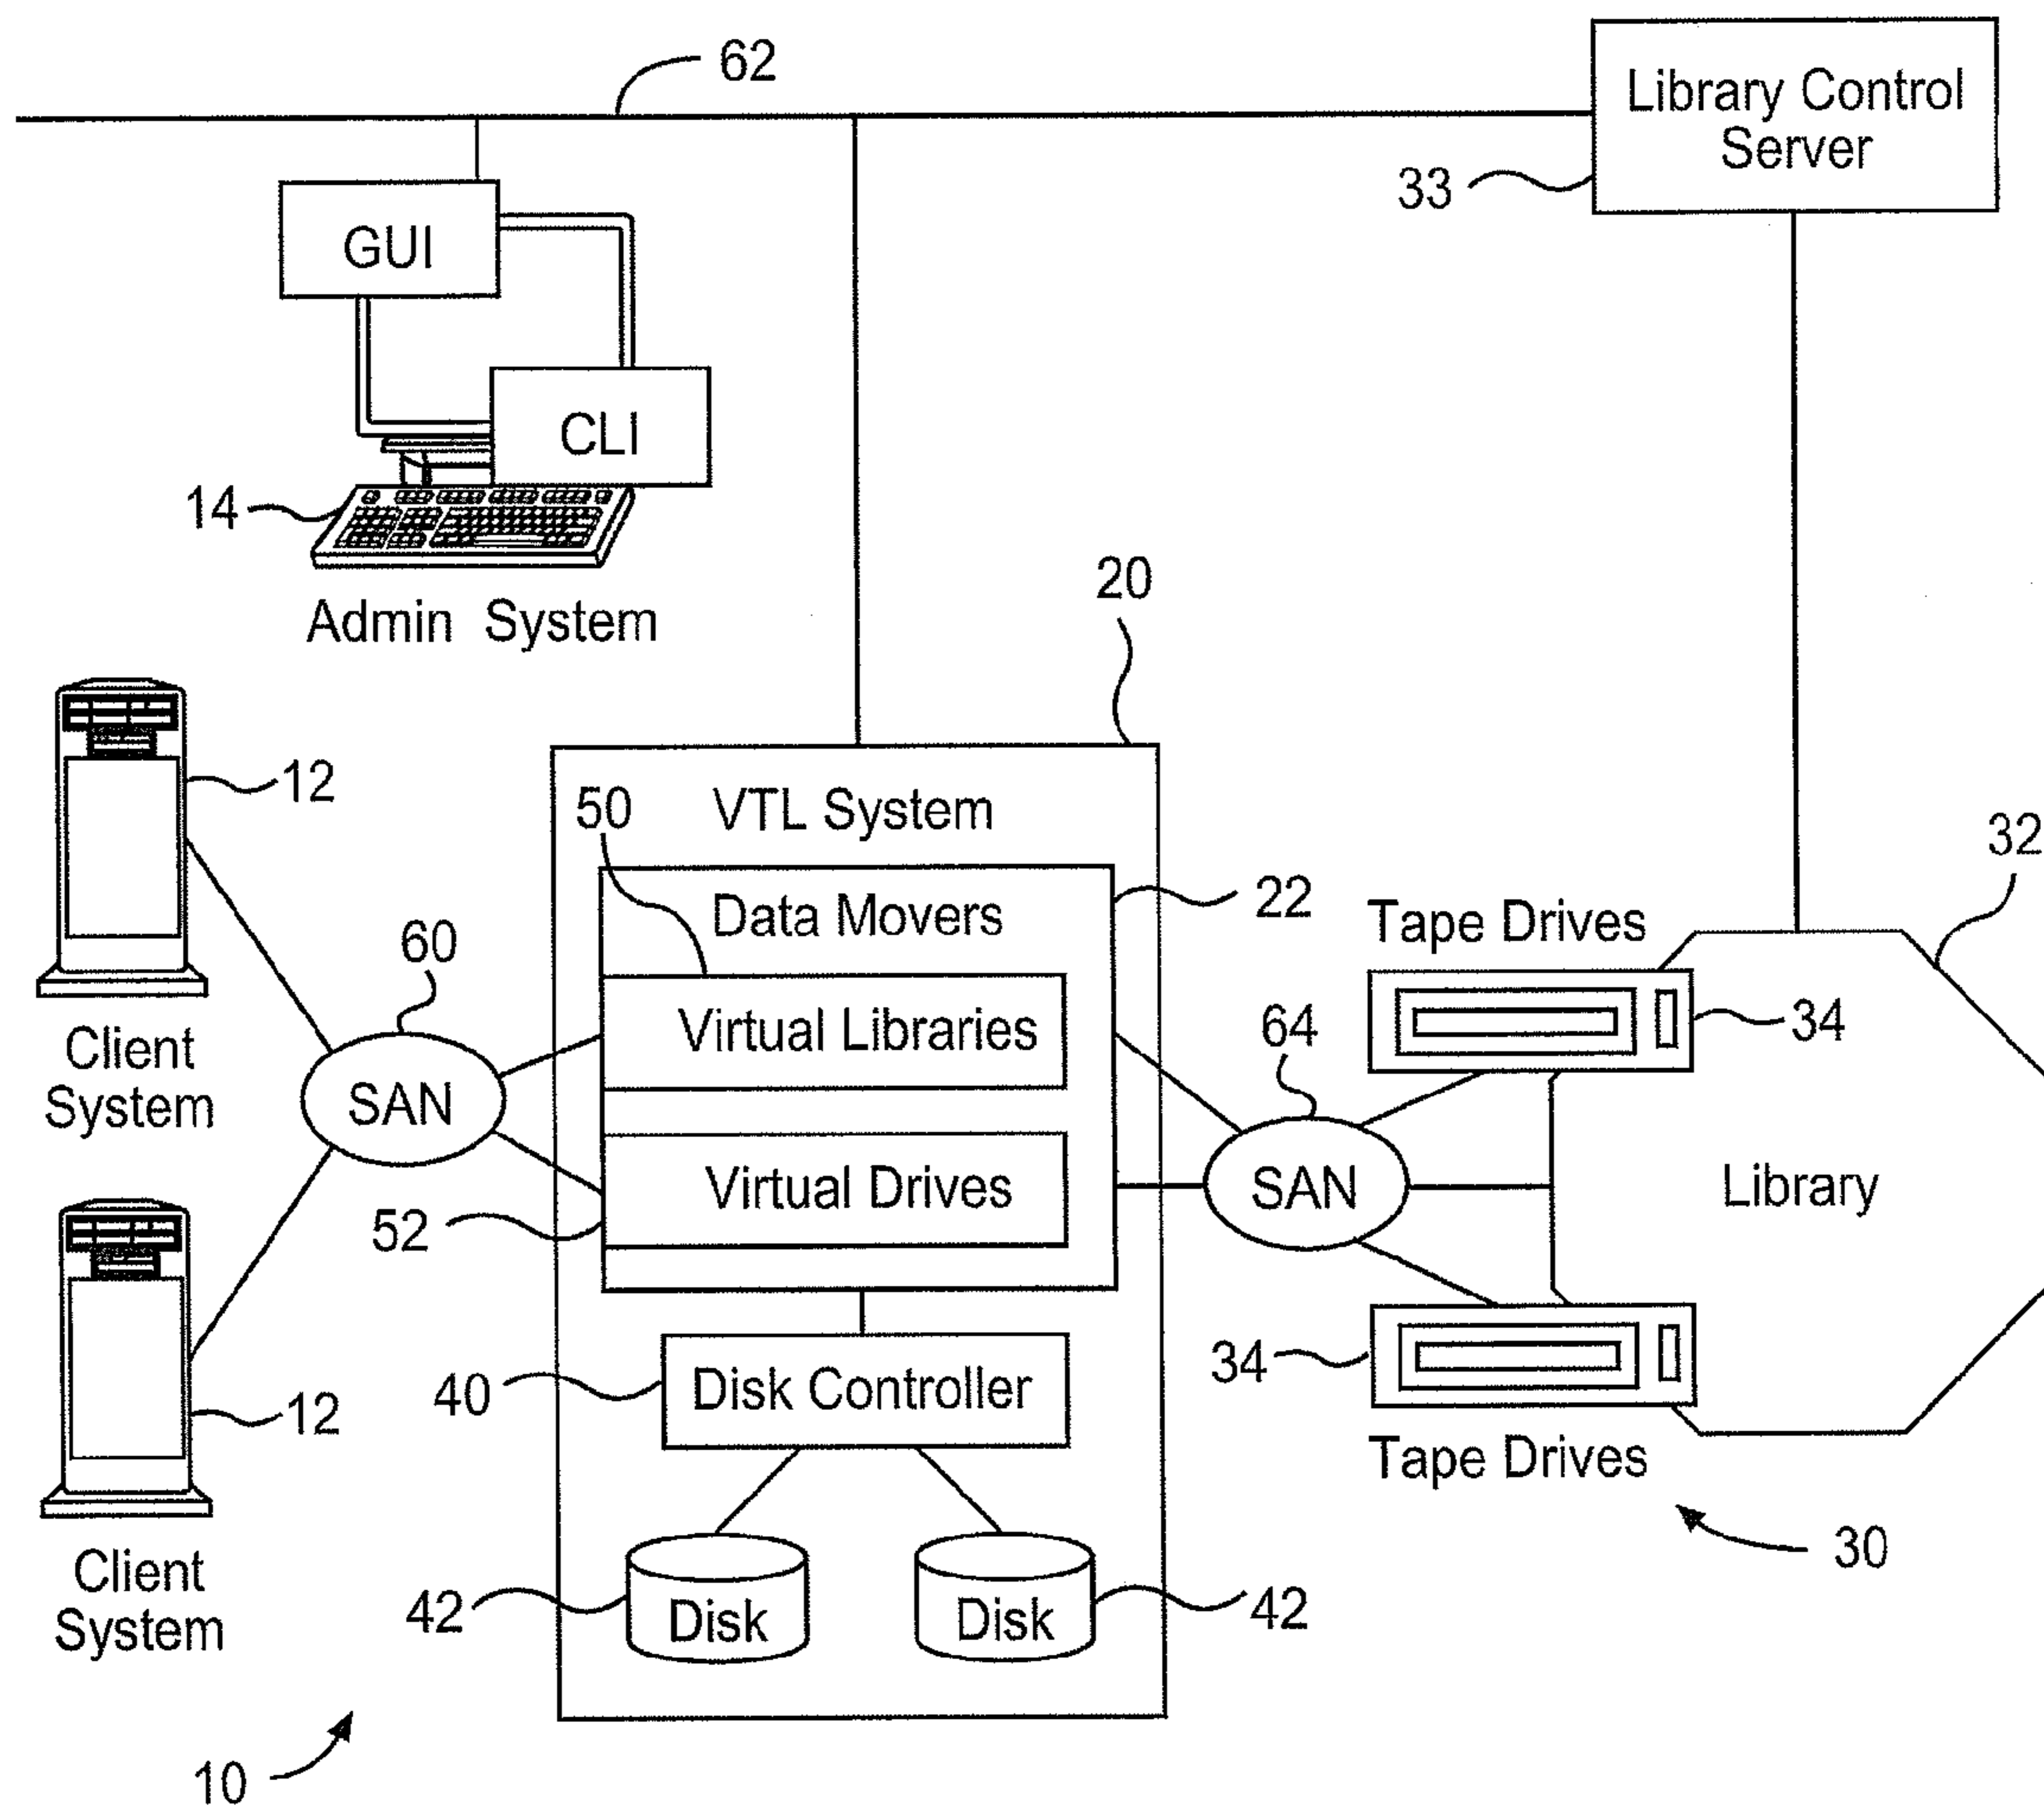 62
Library Control
Server
33
GUI
CLI
14
Admin System
20
12
50
VTL System
32
22
Data Movers
Tape Drives
60
Virtual Libraries
64
34
Client
System
SAN
Virtual Drives
SAN
Library
52
34
40
Disk Controller
12
Tape Drives
30
Client
System
42
Disk
Disk
42
10